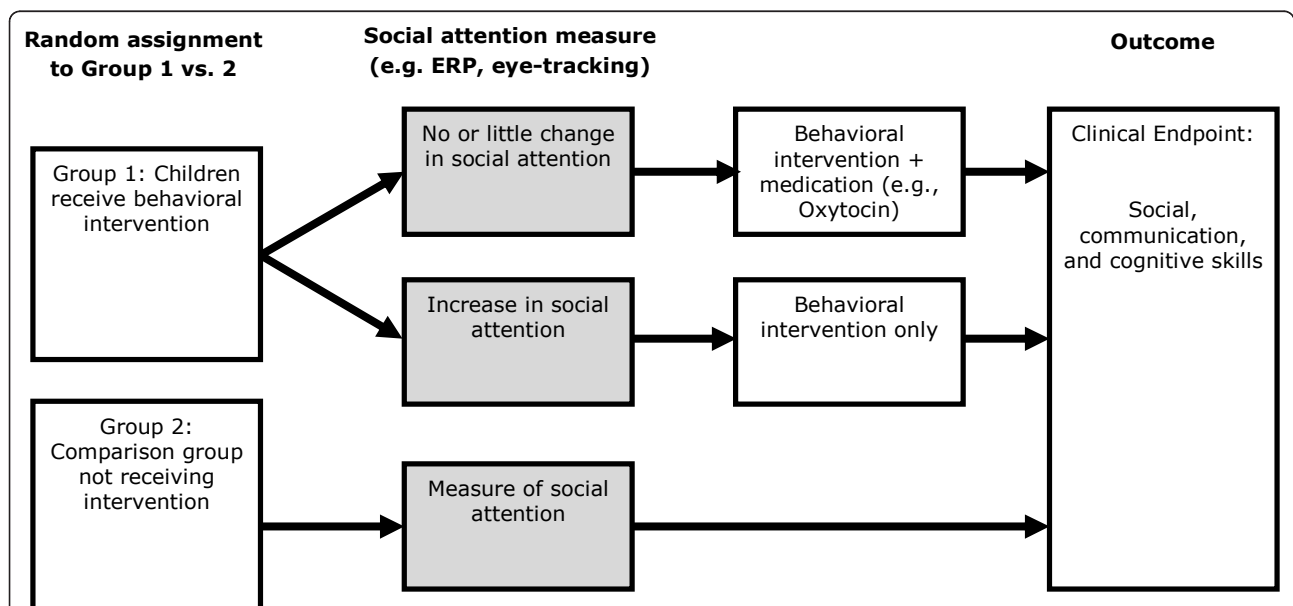 Random assignment
to Group 1 vs. 2
Social attention measure
(e.g. ERP, eye-tracking)
Outcome
Group 1: Children
receive behavioral
intervention
No or little change
in social attention
Behavioral
intervention +
medication (e.g.,
Oxytocin)
Clinical Endpoint:
Social,
communication,
and cognitive skills
Increase in social
attention
Behavioral
intervention only
Group 2:
Comparison group
not receiving
intervention
Measure of social
attention